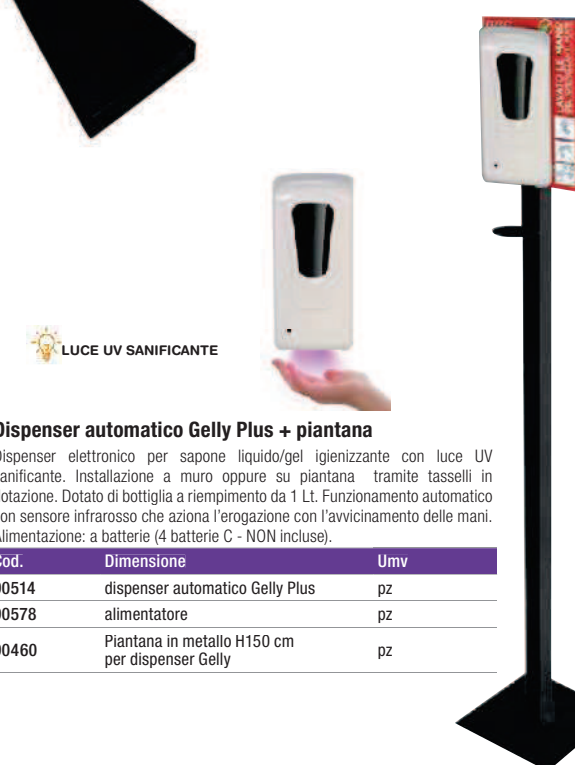 LAVATO LE MANI?
LUCE UV SANIFICANTE
Dispenser automatico Gelly Plus + piantana
Dispenser elettronico per sapone liquido/gel igienizzante con luce UV
sanificante. Installazione a muro oppure su piantana tramite tasselli in
dotazione. Dotato di bottiglia a riempimento da 1 Lt. Funzionamento automatico
con sensore infrarosso che aziona l'erogazione con l'avvicinamento delle mani.
Alimentazione: a batterie (4 batterie C - NON incluse).
Cod. Dimensione Umv
00514 dispenser automatico Gelly Plus pz
00578 alimentatore pz
00460 Piantana in metallo H150 cm
per dispenser Gelly pz